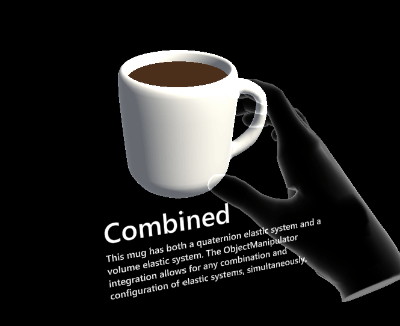 Combined
This mug has both a quaternion elastic system and a
volume elastic system. The ObjectManipulator
integration allows for any combination and
configuration of elastic systems, simultaneously.